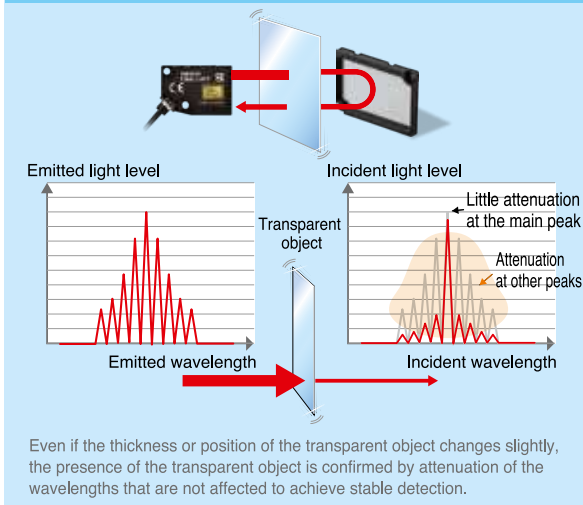 Emitted light level
Incident light level
Little attenuation
at the main peak
Transparent
object
Attenuation
at other peaks
Emitted wavelength
Incident wavelength
Even if the thickness or position of the transparent object changes slightly,
the presence of the transparent object is confirmed by attenuation of the
wavelengths that are not affected to achieve stable detection.